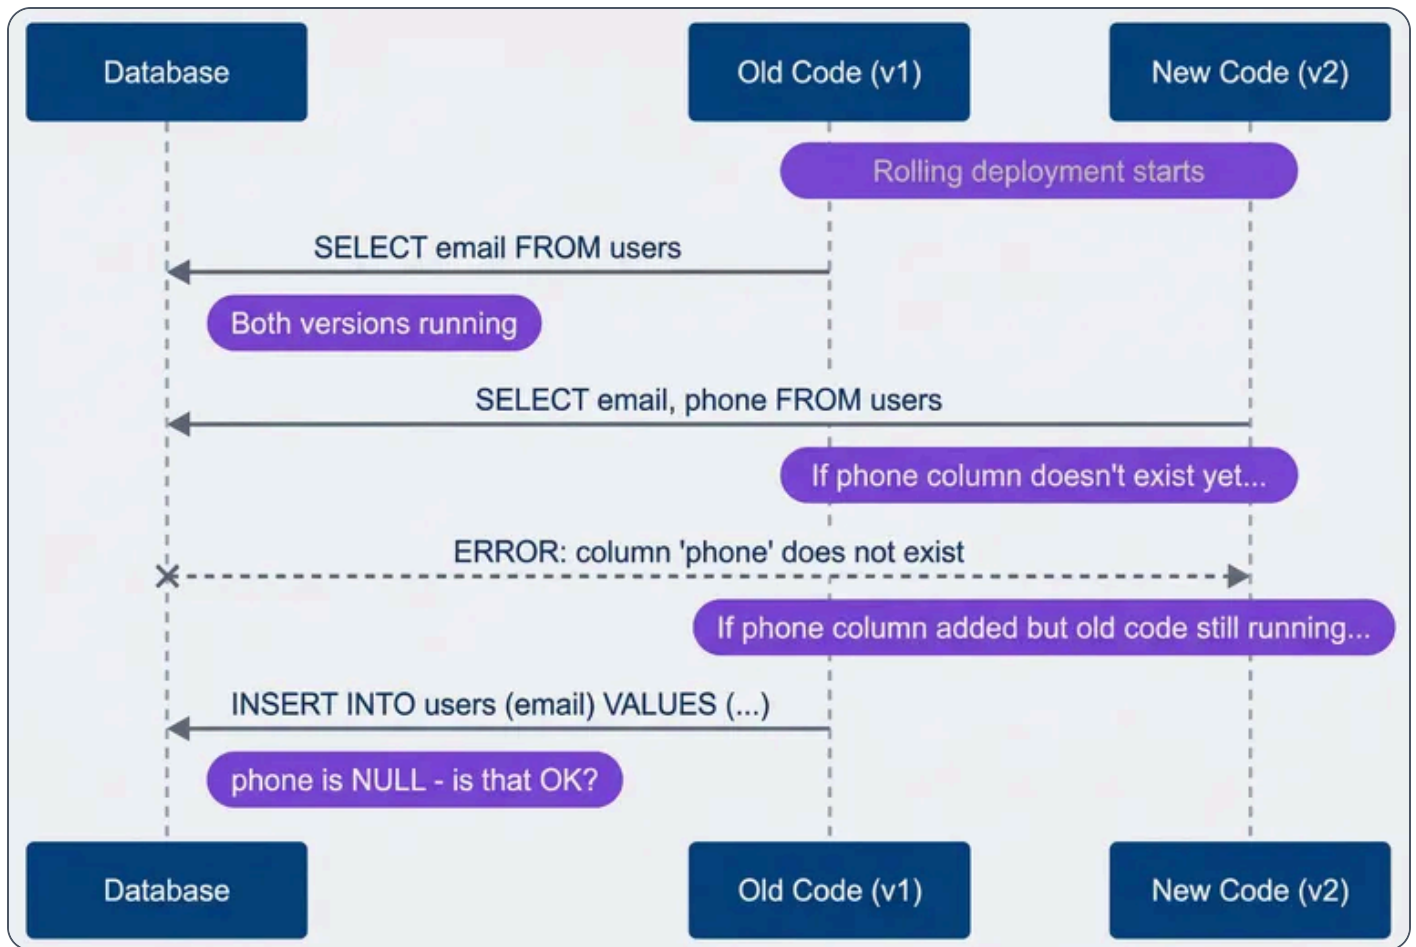 Database
Old Code (v1)
New Code (v2)
Rolling deployment starts
SELECT email FROM users
Both versions running
SELECT email, phone FROM users
If phone column doesn't exist yet...
ERROR: column 'phone' does not exist
If phone column added but old code still running...
INSERT INTO users (email) VALUES (...)
phone is NULL - is that OK?
Database
Old Code (v1)
New Code (v2)